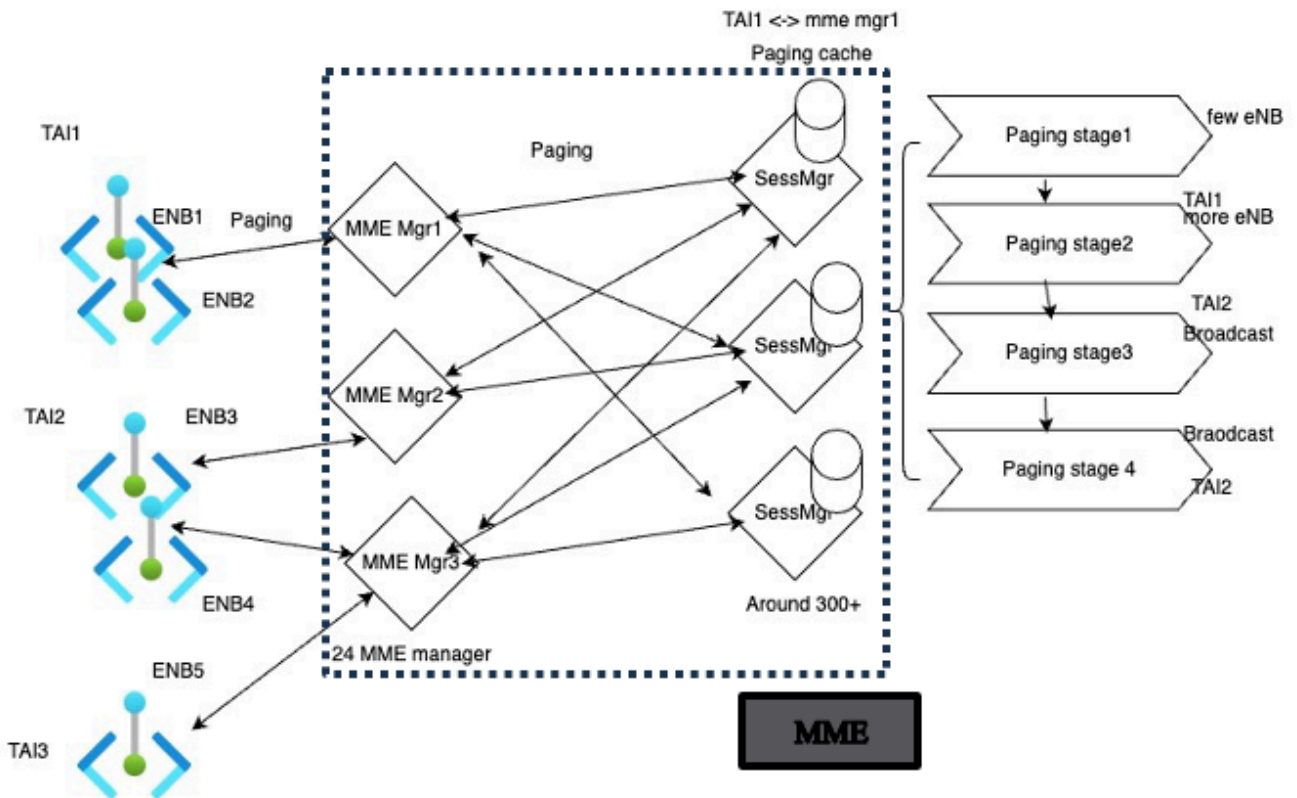 TAI1 <-> mme mgr1
Paging cache
TAI1
ENB1
Paging
ENB2
MME Mgr1
Paging
SessMgr
TAI2
ENB3
MME Mgr2
SessMgr
ENB4
MME Mgr3
SessMgr
Around 300+
24 MME manager
ENB5
TAI3
MME
Paging stage1
few eNB
TAI1
more eNB
Paging stage2
TAI2
Broadcast
Paging stage3
Braodcast
Paging stage 4
TAI2